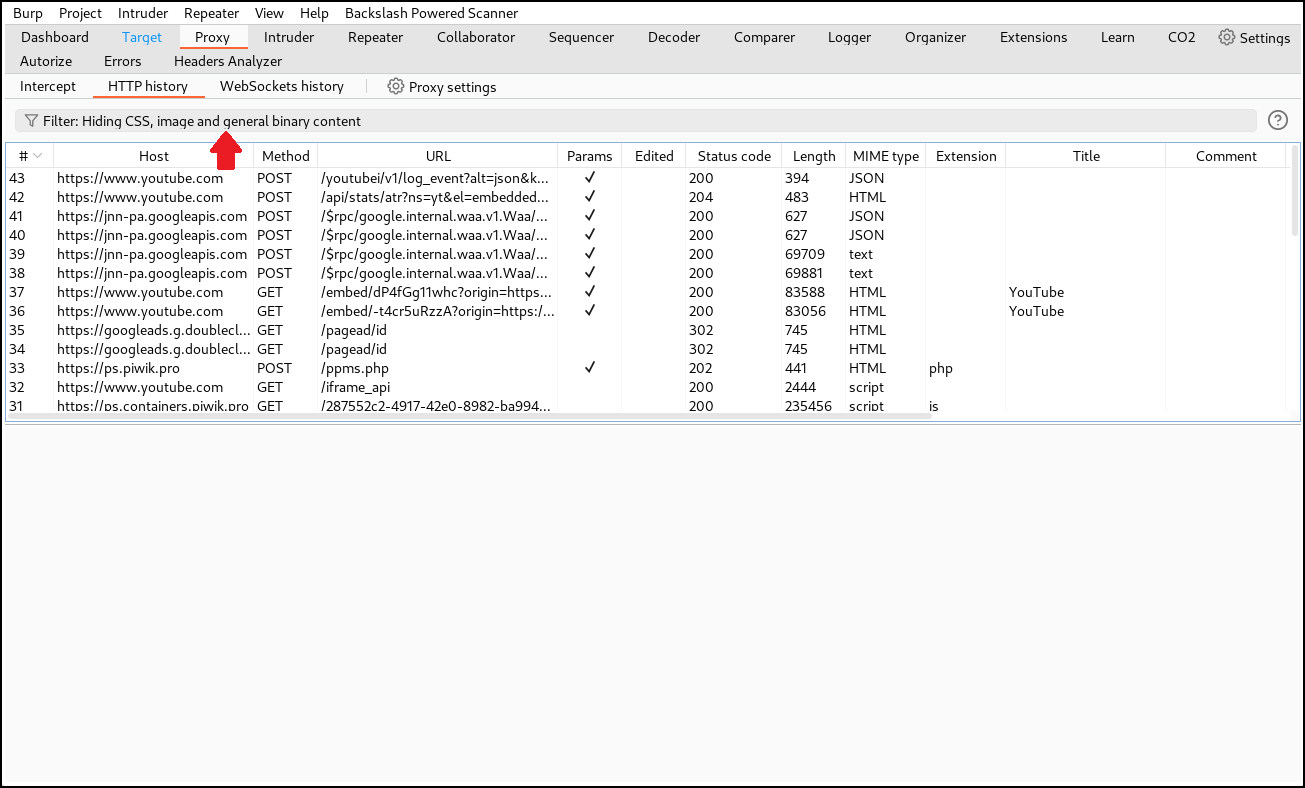 Burp Project Intruder Repeater View Help Backslash Powered Scanner
Dashboard Target Proxy Intruder Repeater Collaborator Sequencer Decoder Comparer Logger Organizer Extensions Learn CO2 Settings
Autorize Errors Headers Analyzer
Intercept HTTP history WebSockets history Proxy settings
Filter: Hiding CSS, image and general binary content ?
# Host Method URL Params Edited Status code Length MIME type Extension Title Comment
43 https://www.youtube.com POST /youtubei/v1/log_event?alt=json&k... ✓ 200 394 JSON
42 https://www.youtube.com POST /api/stats/atr?ns=yt&el=embedded... ✓ 204 483 HTML
41 https://jnn-pa.googleapis.com POST /$rpc/google.internal.waa.v1.Waa/... ✓ 200 627 JSON
40 https://jnn-pa.googleapis.com POST /$rpc/google.internal.waa.v1.Waa/... ✓ 200 627 JSON
39 https://jnn-pa.googleapis.com POST /$rpc/google.internal.waa.v1.Waa/... ✓ 200 69709 text
38 https://jnn-pa.googleapis.com POST /$rpc/google.internal.waa.v1.Waa/... ✓ 200 69881 text
37 https://www.youtube.com GET /embed/dP4fGg11whc?origin=https... ✓ 200 83588 HTML YouTube
36 https://www.youtube.com GET /embed/-t4cr5uRzzA?origin=https:/... ✓ 200 83056 HTML YouTube
35 https://googleads.g.doublecl... GET /pagead/id 302 745 HTML
34 https://googleads.g.doublecl... GET /pagead/id 302 745 HTML
33 https://ps.piwik.pro POST /ppms.php ✓ 202 441 HTML php
32 https://www.youtube.com GET /iframe_api 200 2444 script
31 https://ps.containers.piwik.pro GET /287552c2-4917-42e0-8982-ba994... 200 235456 script js